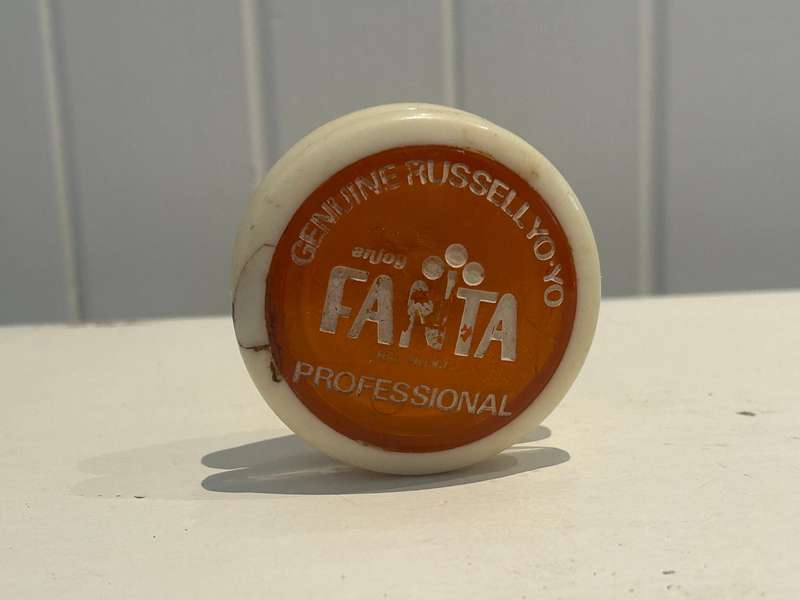 GENUINE RUSSELL YO-YO
enjoy
FANTA
PROFESSIONAL